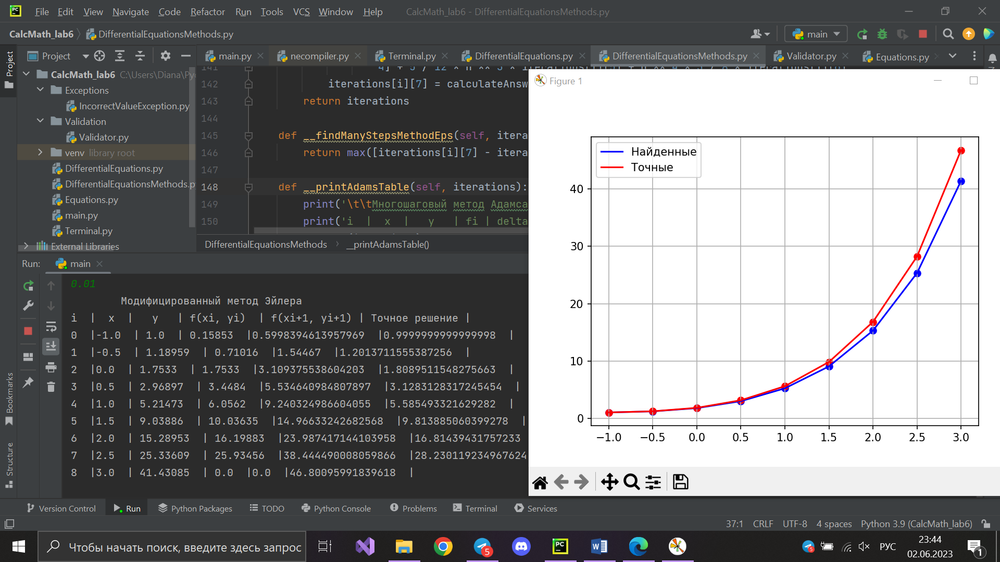 File Edit View Navigate Code Refactor Run Tools VCS Window Help CalcMath_lab6 - DifferentialEquationsMethods.py
CalcMath_lab6 DifferentialEquationsMethods.py main
Project
Project main.py necompiler.py Terminal.py DifferentialEquations.py DifferentialEquationsMethods.py Validator.py Equations.py
CalcMath_lab6 C:\Users\Diana\Pyc
Exceptions
IncorrectValueException.py
Validation
Validator.py
venv library root
DifferentialEquations.py
DifferentialEquationsMethods.p
Equations.py
main.py
Terminal.py
External Libraries
141
142 iterations[i][7] = calculateAnsw
143 return iterations
144
145 def __findManyStepsMethodEps(self, itera
146 return max([iterations[i][7] - itera
147
148 def __printAdamsTable(self, iterations):
149 print('\t\tМногошаговый метод Адамса
150 print('i | x | y | fi | delta
DifferentialEquationsMethods __printAdamsTable()
Figure 1
Найденные
Точные
40
30
20
10
0
−1.0 −0.5 0.0 0.5 1.0 1.5 2.0 2.5 3.0
Run: main
0.01
Модифицированный метод Эйлера
i | x | y | f(xi, yi) | f(xi+1, yi+1) | Точное решение |
0 |-1.0 | 1.0 | 0.15853 |0.5998394613957969 |0.9999999999999998 |
1 |-0.5 | 1.18959 | 0.71016 |1.54467 |1.2013711555387256 |
2 |0.0 | 1.7533 | 1.7533 |3.109375538604203 |1.8089511548275663 |
3 |0.5 | 2.96897 | 3.4484 |5.534640984807897 |3.1283128317245454 |
4 |1.0 | 5.21473 | 6.0562 |9.240324986604055 |5.585493321629282 |
5 |1.5 | 9.03886 | 10.03635 |14.96633242682568 |9.813885060399278 |
6 |2.0 | 15.28953 | 16.19883 |23.987417144103958 |16.81439431757233
7 |2.5 | 25.33609 | 25.93456 |38.444490008059866 |28.230119234967624
8 |3.0 | 41.43085 | 0.0 |0.0 |46.80095991839618 |
Bookmarks
Structure
Version Control Run Python Packages TODO Python Console Problems Terminal Services
37:1 CRLF UTF-8 4 spaces Python 3.9 (CalcMath_lab6)
Чтобы начать поиск, введите здесь запрос
PC
5
PC
W
5
РУС
23:44
02.06.2023
1